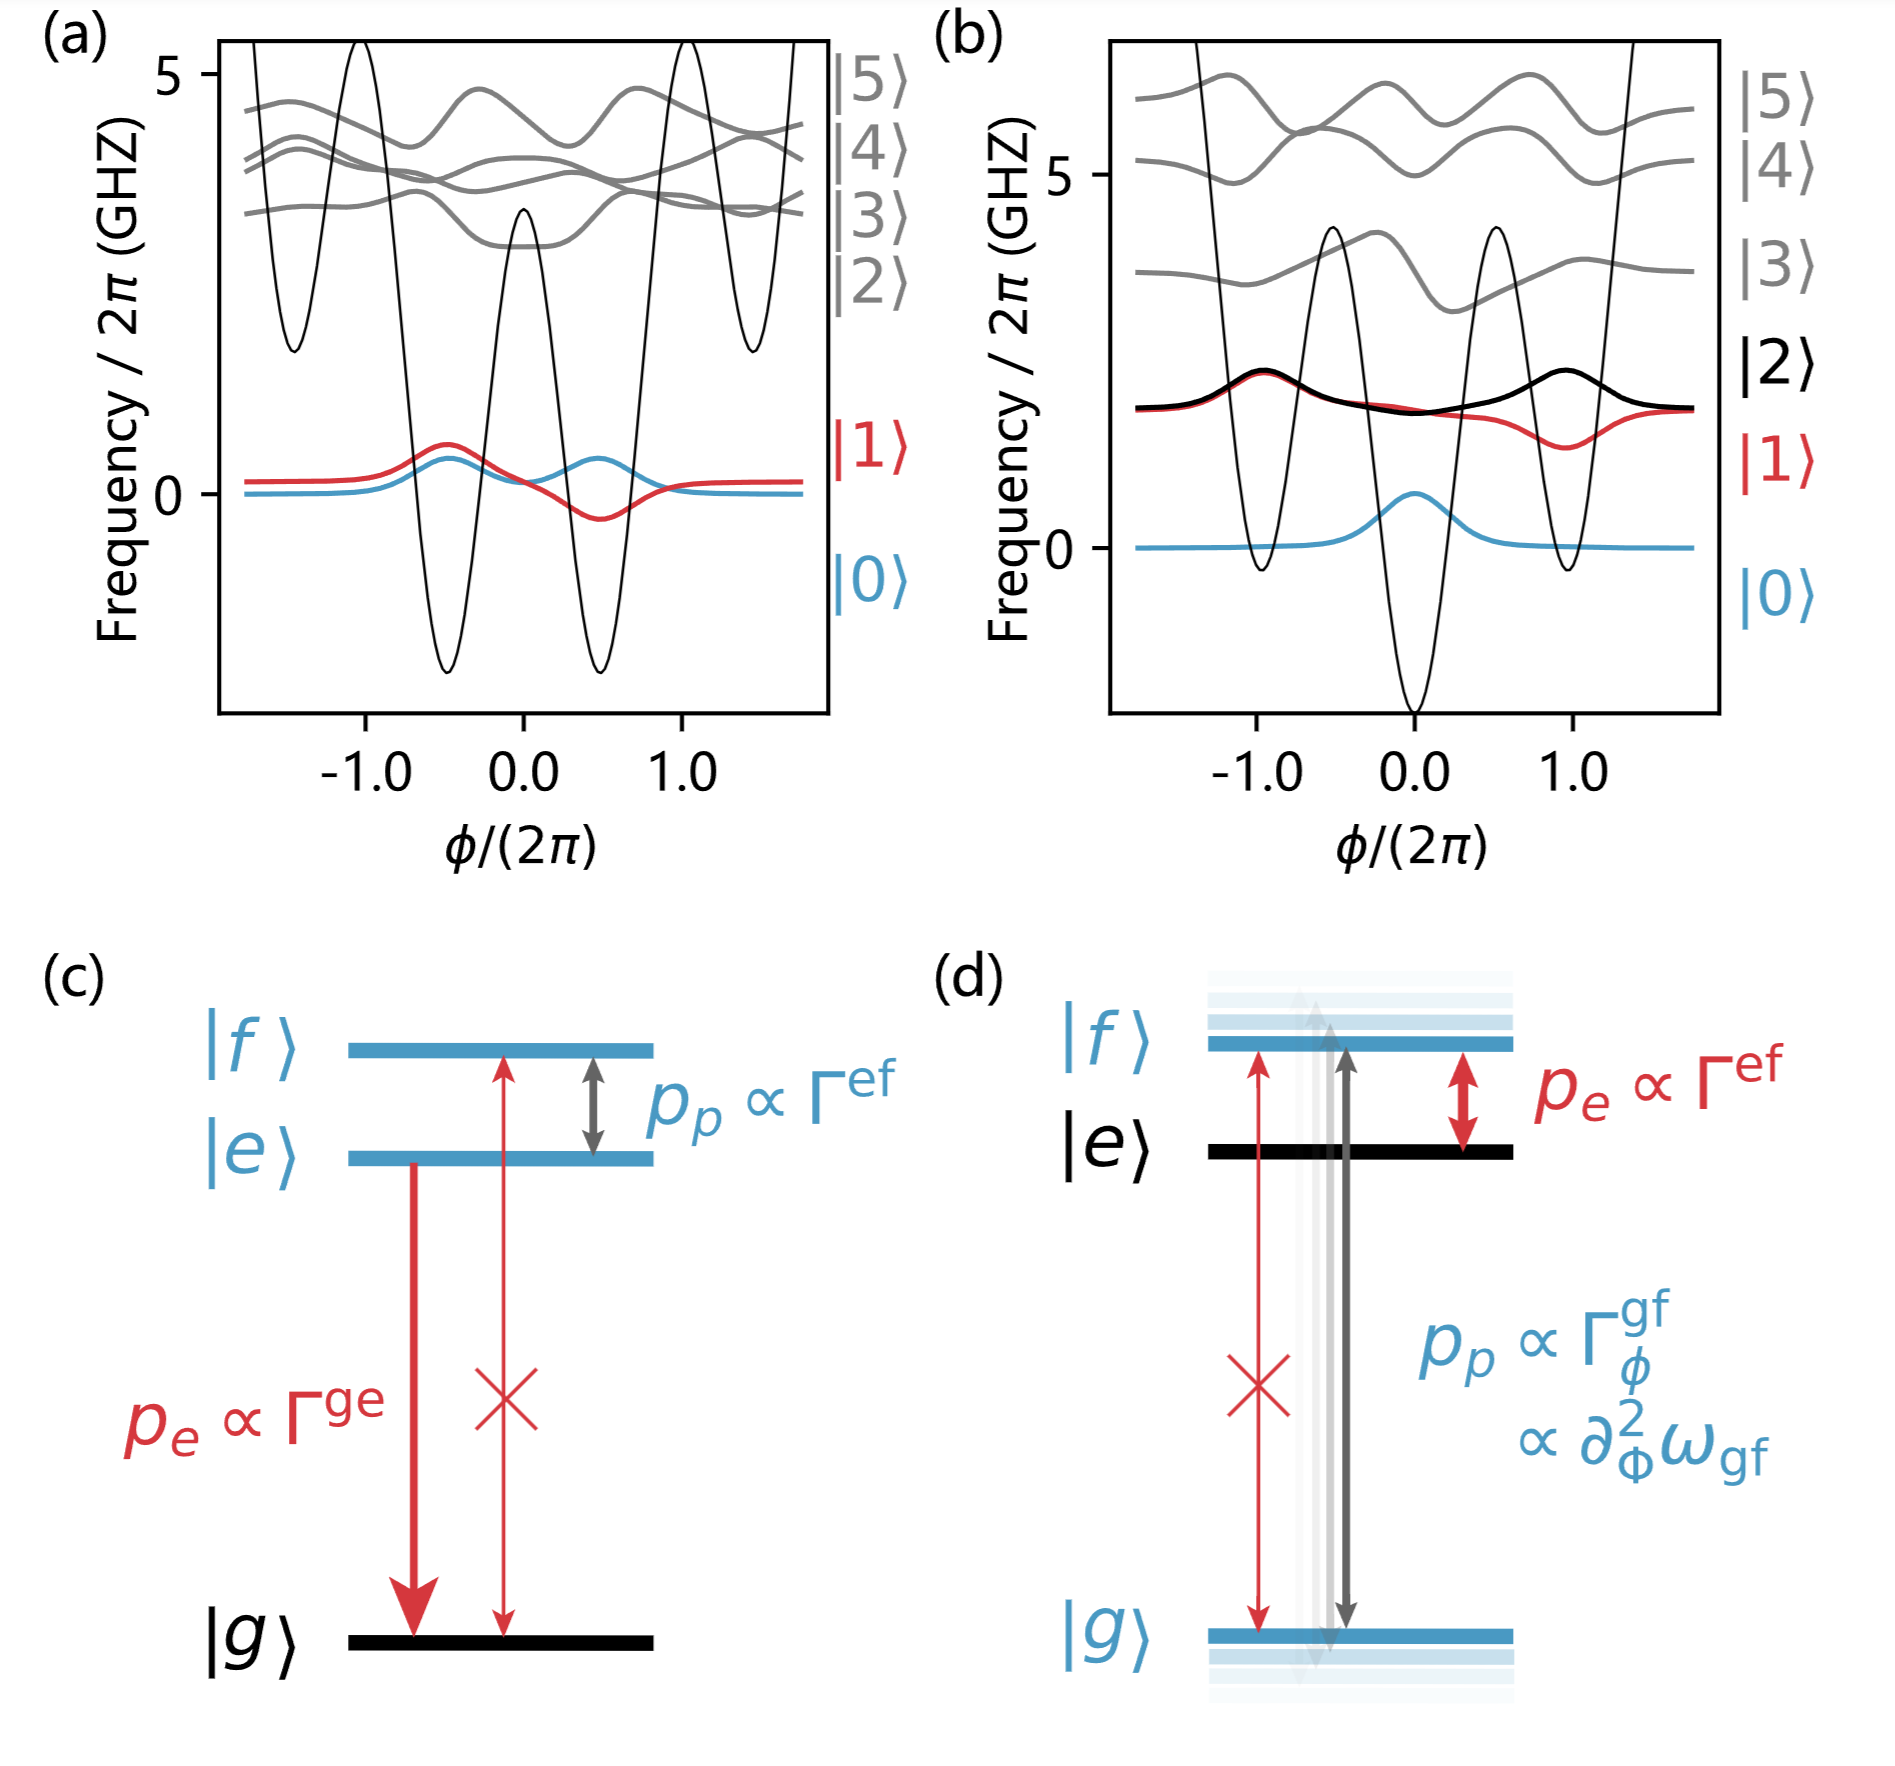 (a)
Frequency / 2π (GHZ)
5
0
-1.0 0.0 1.0
ϕ/(2π)
|5⟩
|4⟩
|3⟩
|2⟩
|1⟩
|0⟩
(b)
Frequency / 2π (GHZ)
5
0
-1.0 0.0 1.0
ϕ/(2π)
|5⟩
|4⟩
|3⟩
|2⟩
|1⟩
|0⟩
(c)
|f⟩
|e⟩
p_p ∝ Γ^ef
p_e ∝ Γ^ge
|g⟩
(d)
|f⟩
|e⟩
p_e ∝ Γ^ef
p_p ∝ Γ_ϕ^gf
∝ ∂_Φ^2 ω_gf
|g⟩